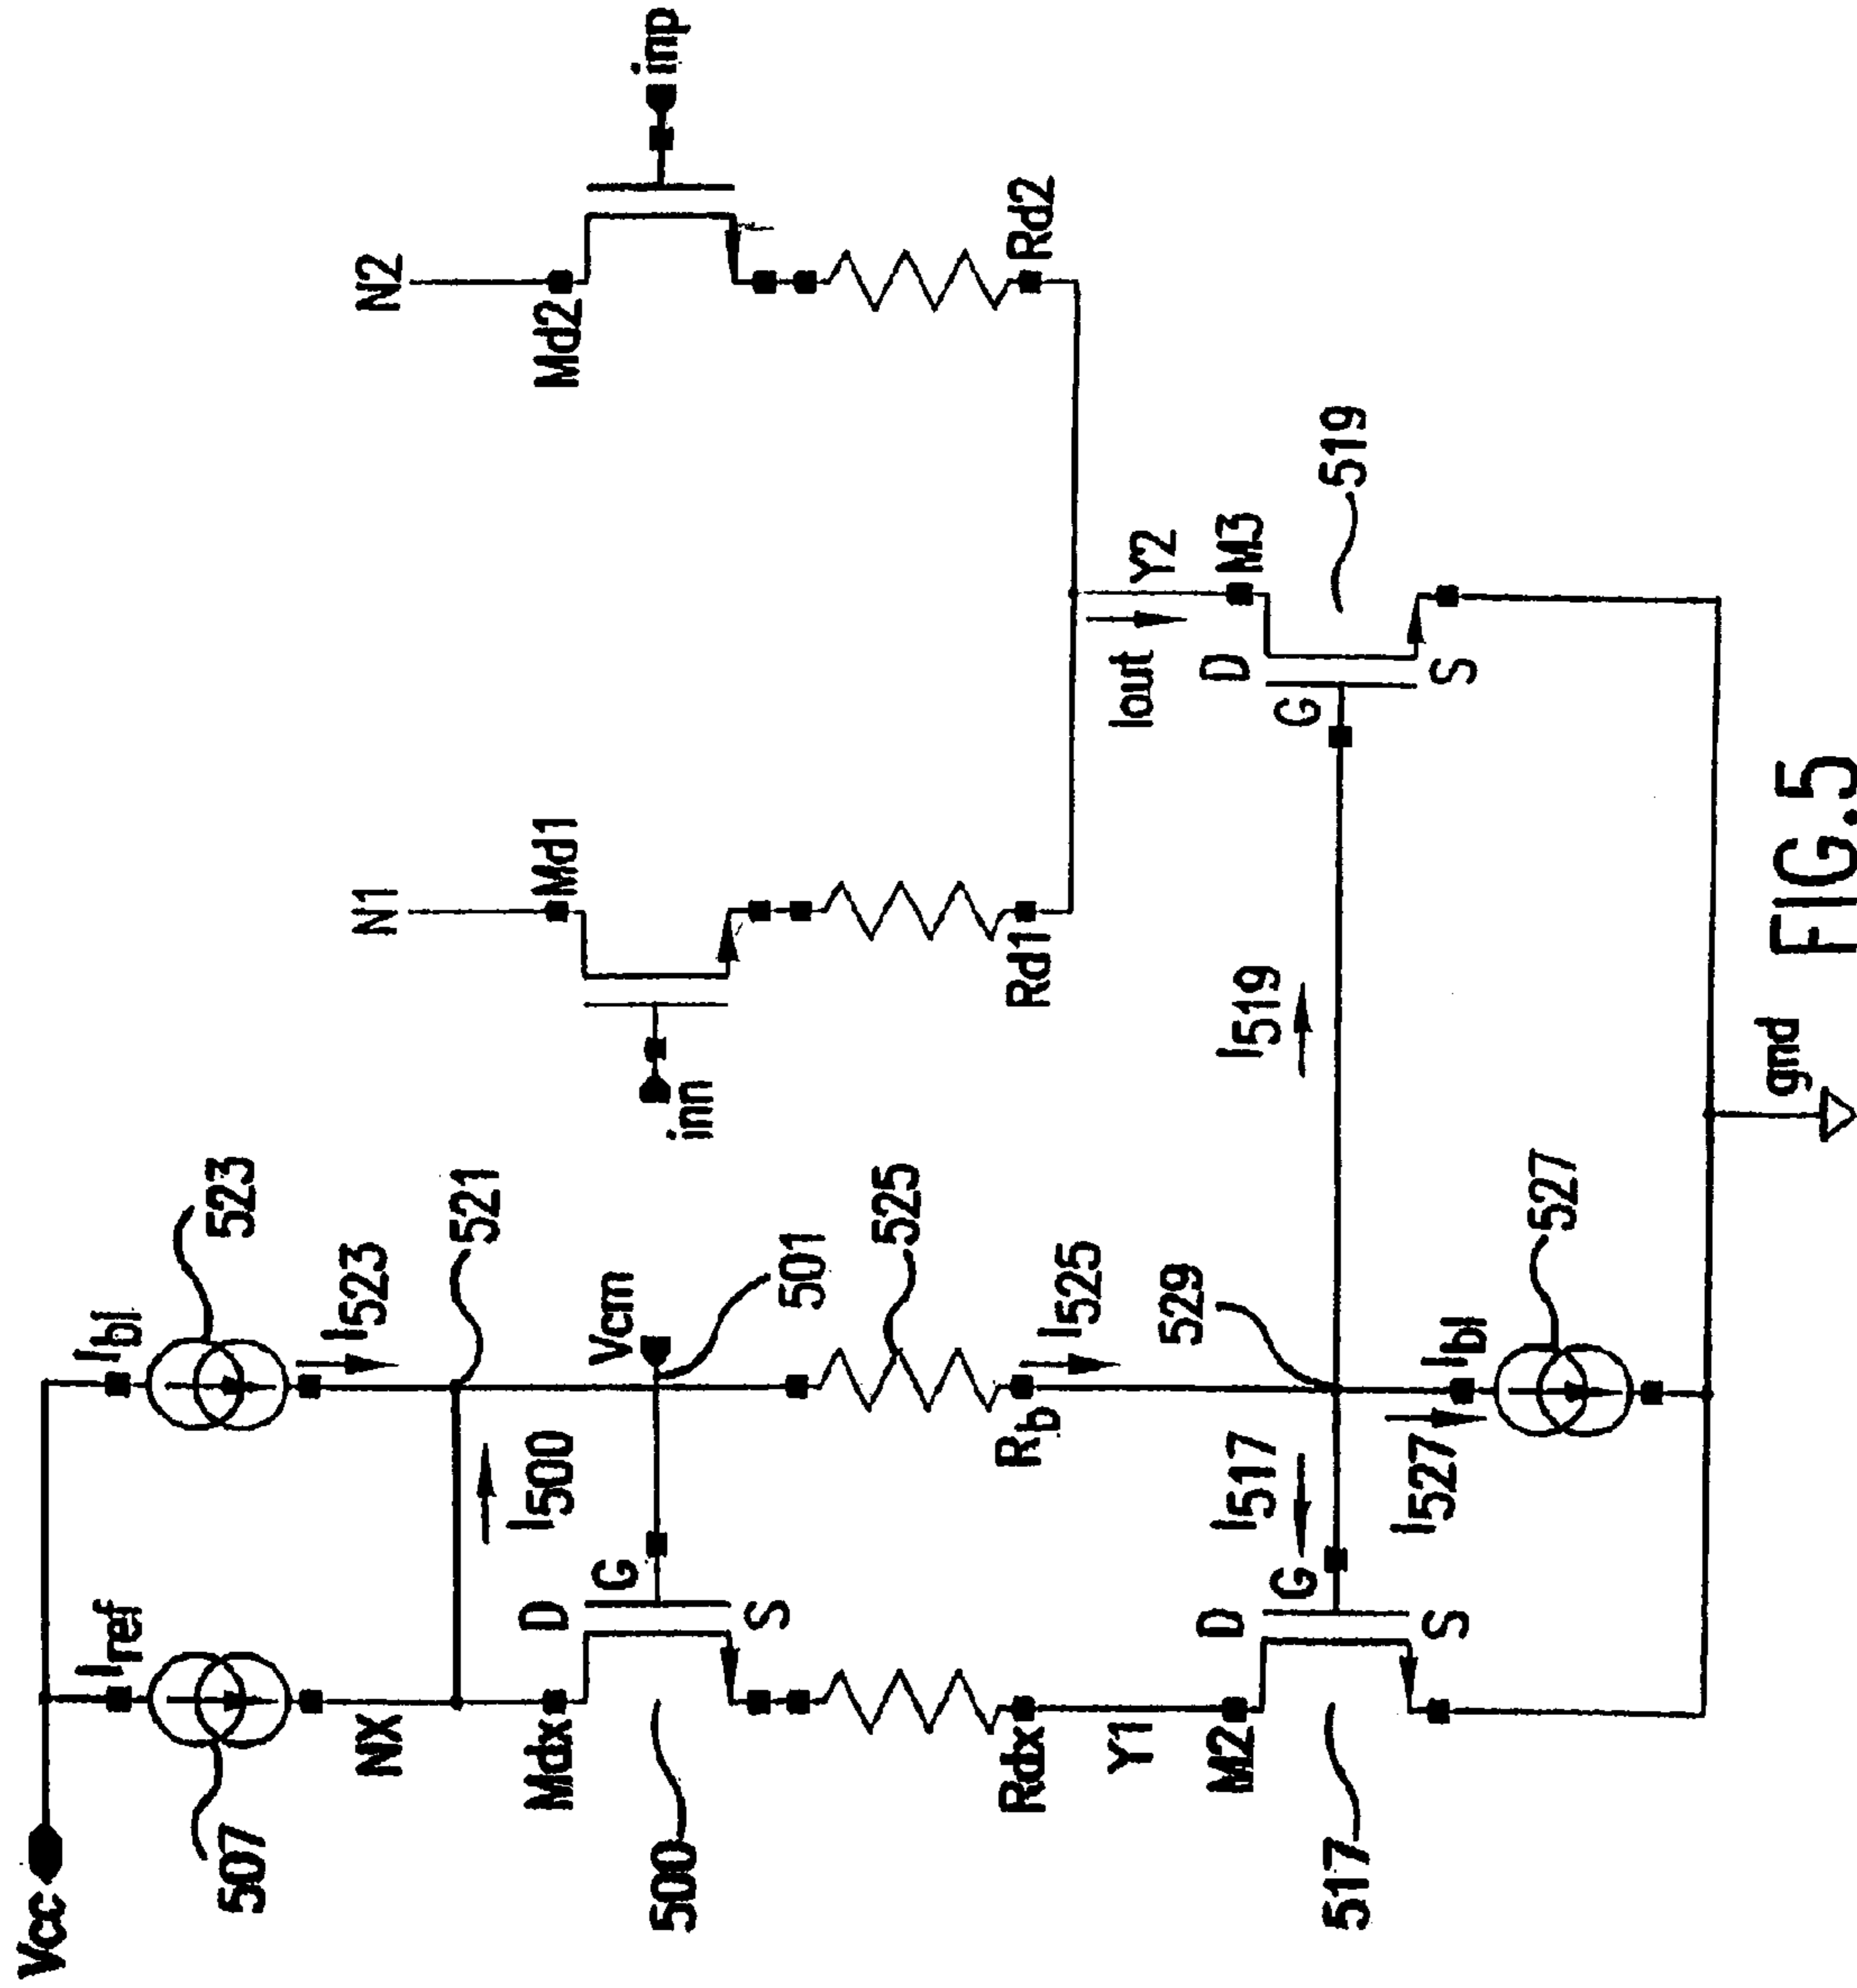 Vcc
Iref
Ibl
507
523
NX
I523
521
I500
N1
N2
Mdx
D
G
S
500
Vcm
501
inn
Md1
Md2
inp
525
Rdx
Rb
I525
Rd1
Rd2
Y1
529
Iout
Y2
M2
D
G
S
I517
517
I519
D
M3
G
S
519
I527
Ibl
527
gnd
FIG.5